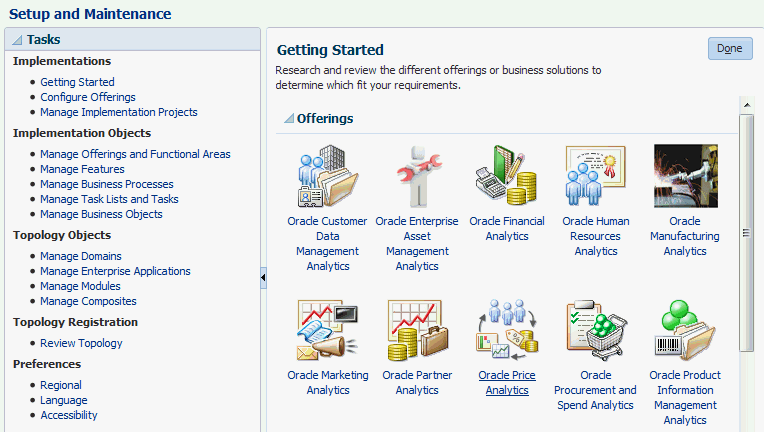 Setup and Maintenance
Tasks
Implementations
Getting Started
Configure Offerings
Manage Implementation Projects
Implementation Objects
Manage Offerings and Functional Areas
Manage Features
Manage Business Processes
Manage Task Lists and Tasks
Manage Business Objects
Topology Objects
Manage Domains
Manage Enterprise Applications
Manage Modules
Manage Composites
Topology Registration
Review Topology
Preferences
Regional
Language
Accessibility
Getting Started
Done
Research and review the different offerings or business solutions to
determine which fit your requirements.
Offerings
Oracle Customer
Data
Management
Analytics
Oracle Enterprise
Asset
Management
Analytics
Oracle Financial
Analytics
Oracle Human
Resources
Analytics
Oracle
Manufacturing
Analytics
Oracle Marketing
Analytics
Oracle Partner
Analytics
Oracle Price
Analytics
Oracle
Procurement and
Spend Analytics
Oracle Product
Information
Management
Analytics